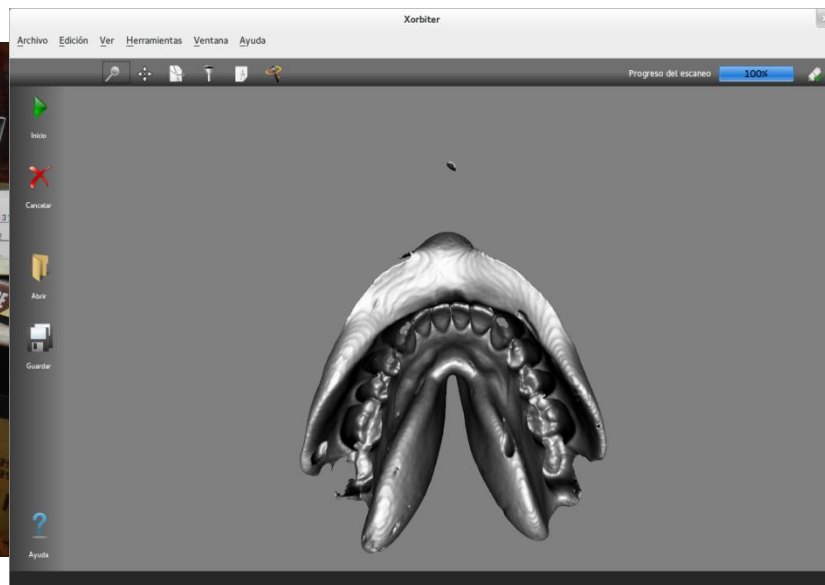 Xorbiter
Archivo Edición Ver Herramientas Ventana Ayuda
Progreso del escaneo 100%
Inicio
Cancelar
Abrir
Guardar
Ayuda